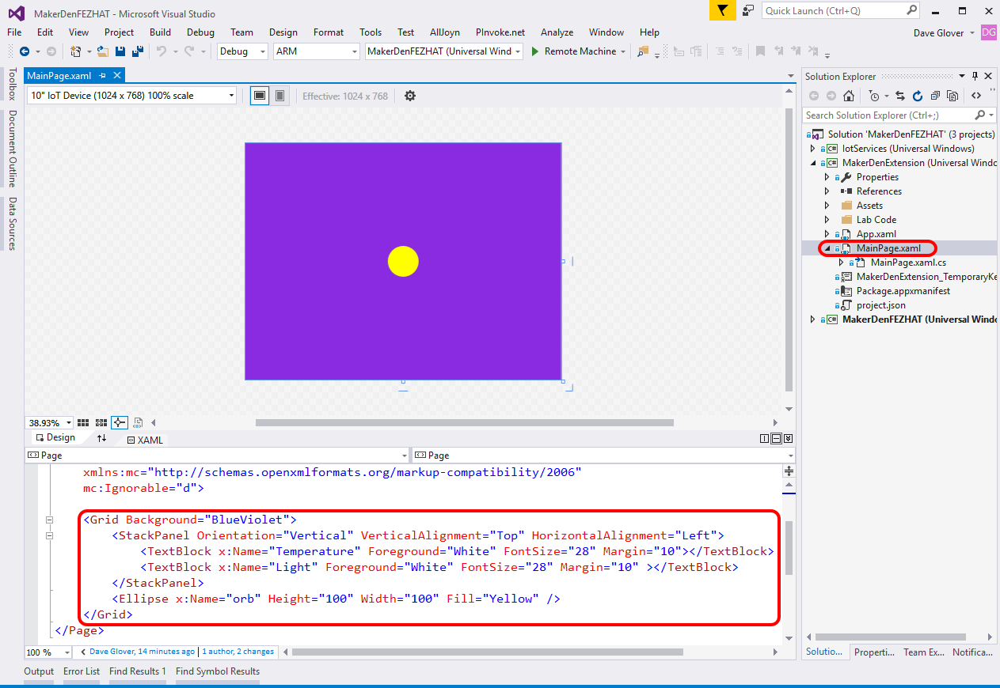 MakerDenFEZHAT - Microsoft Visual Studio
Quick Launch (Ctrl+Q)
File Edit View Project Build Debug Team Design Format Tools Test AllJoyn PInvoke.net Analyze Window Help
Dave Glover DG
Debug ARM MakerDenFEZHAT (Universal Wind Remote Machine
Toolbox
Document Outline
Data Sources
MainPage.xaml
10" IoT Device (1024 x 768) 100% scale
Effective: 1024 x 768
38.93%
Design
XAML
Page
Page
xmlns:mc="http://schemas.openxmlformats.org/markup-compatibility/2006"
mc:Ignorable="d">
<Grid Background="BlueViolet">
<StackPanel Orientation="Vertical" VerticalAlignment="Top" HorizontalAlignment="Left">
<TextBlock x:Name="Temperature" Foreground="White" FontSize="28" Margin="10"></TextBlock>
<TextBlock x:Name="Light" Foreground="White" FontSize="28" Margin="10" ></TextBlock>
</StackPanel>
<Ellipse x:Name="orb" Height="100" Width="100" Fill="Yellow" />
</Grid>
</Page>
100 %
Dave Glover, 14 minutes ago | 1 author, 2 changes
Solution Explorer
Search Solution Explorer (Ctrl+;)
Solution 'MakerDenFEZHAT' (3 projects)
C# IotServices (Universal Windows)
C# MakerDenExtension (Universal Windo
Properties
References
Assets
Lab Code
App.xaml
MainPage.xaml
MainPage.xaml.cs
MakerDenExtension_TemporaryKe
Package.appxmanifest
project.json
C# MakerDenFEZHAT (Universal Windo
Solutio... Properti... Team Ex... Notifica...
Output Error List Find Results 1 Find Symbol Results